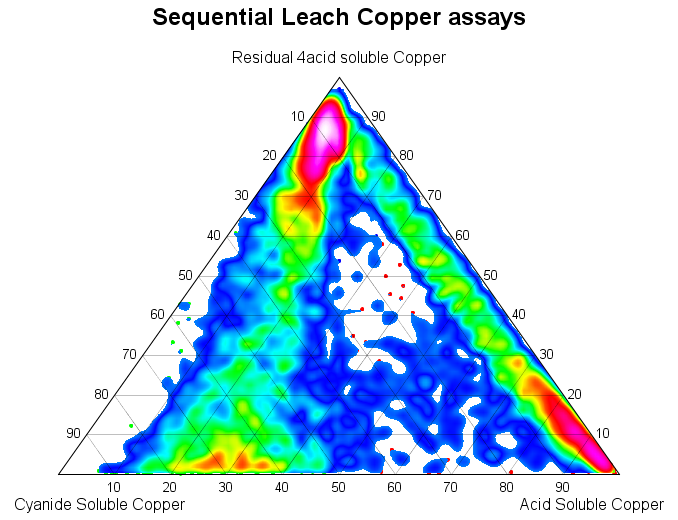 Sequential Leach Copper assays
Residual 4acid soluble Copper
10 90
20 80
30 70
40 60
50 50
60 40
70 30
80 20
90 10
10 20 30 40 50 60 70 80 90
Cyanide Soluble Copper Acid Soluble Copper